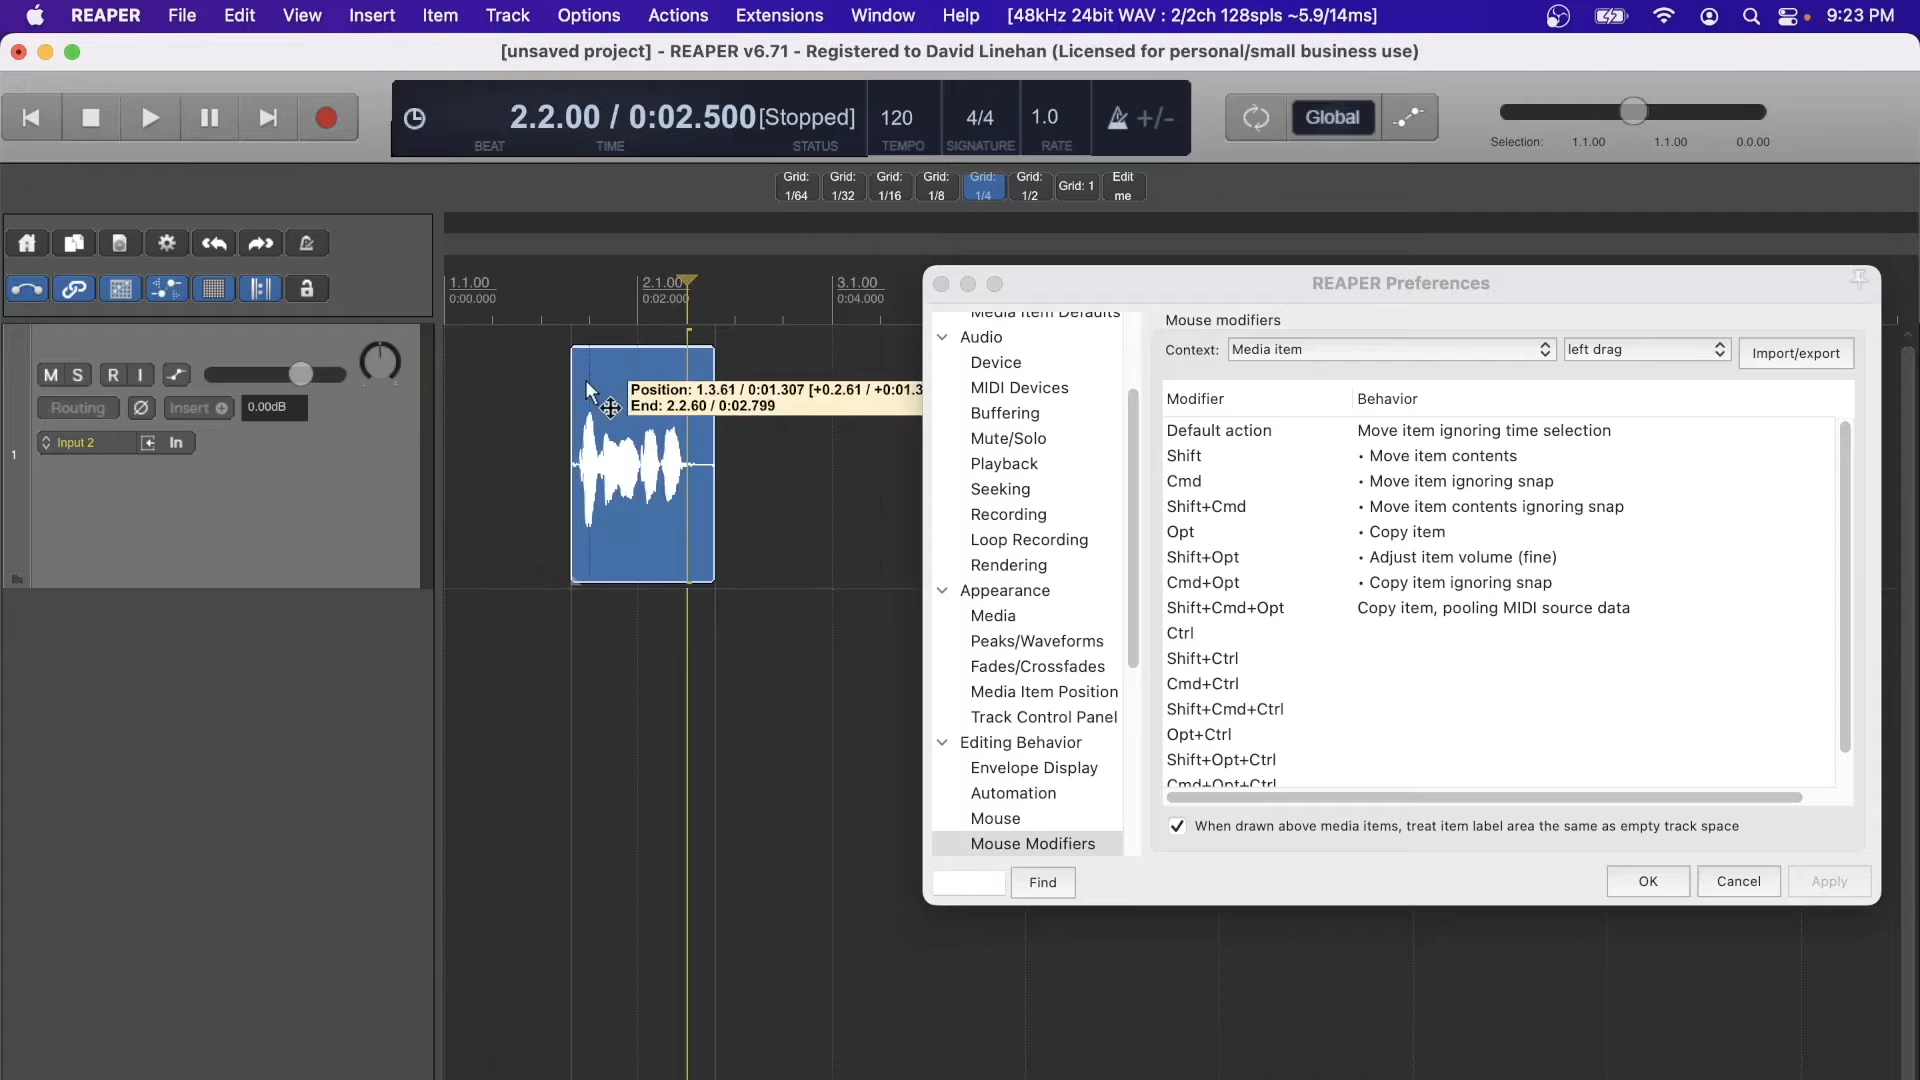 REAPER File Edit View Insert Item Track Options Actions Extensions Window Help [48kHz 24bit WAV : 2/2ch 128spls ~5.9/14ms] 9:23 PM
[unsaved project] - REAPER v6.71 - Registered to David Linehan (Licensed for personal/small business use)
2.2.00 / 0:02.500 [Stopped] 120 4/4 1.0 +/- Global
BEAT TIME STATUS TEMPO SIGNATURE RATE
Selection: 1.1.00 1.1.00 0.0.00
Grid: Grid: Grid: Grid: Grid: Grid: Grid: 1 Edit
1/64 1/32 1/16 1/8 1/4 1/2 me
1.1.00 2.1.00 3.1.00
0:00.000 0:02.000 0:04.000
M S R I
Routing Ø Insert 0.00dB
Input 2 In
1
Position: 1.3.61 / 0:01.307 [+0.2.61 / +0:01.3
End: 2.2.60 / 0:02.799
REAPER Preferences
Media Item Defaults
Audio
Device
MIDI Devices
Buffering
Mute/Solo
Playback
Seeking
Recording
Loop Recording
Rendering
Appearance
Media
Peaks/Waveforms
Fades/Crossfades
Media Item Position
Track Control Panel
Editing Behavior
Envelope Display
Automation
Mouse
Mouse Modifiers
Find
Mouse modifiers
Context: Media item left drag Import/export
Modifier Behavior
Default action Move item ignoring time selection
Shift • Move item contents
Cmd • Move item ignoring snap
Shift+Cmd • Move item contents ignoring snap
Opt • Copy item
Shift+Opt • Adjust item volume (fine)
Cmd+Opt • Copy item ignoring snap
Shift+Cmd+Opt Copy item, pooling MIDI source data
Ctrl
Shift+Ctrl
Cmd+Ctrl
Shift+Cmd+Ctrl
Opt+Ctrl
Shift+Opt+Ctrl
Cmd+Opt+Ctrl
When drawn above media items, treat item label area the same as empty track space
OK Cancel Apply